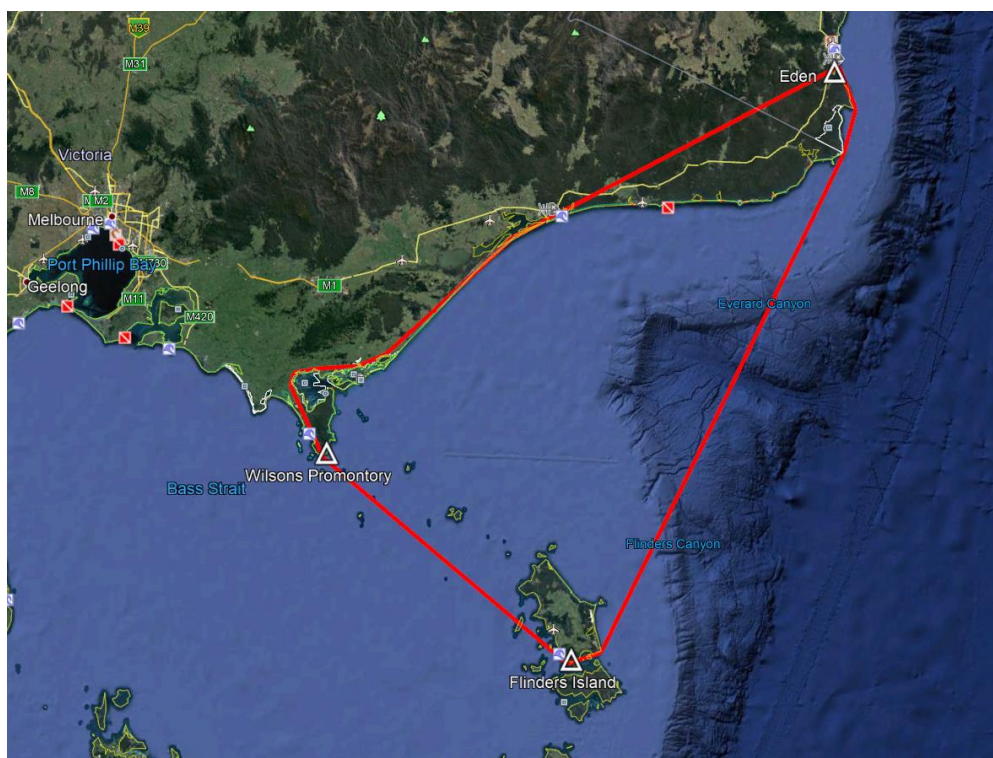 M39
M31
Eden
Victoria
M8
M2
Melbourne
Port Phillip Bay
Geelong
M1
M11
M420
Everard Canyon
Wilsons Promontory
Bass Strait
Flinders Canyon
Flinders Island